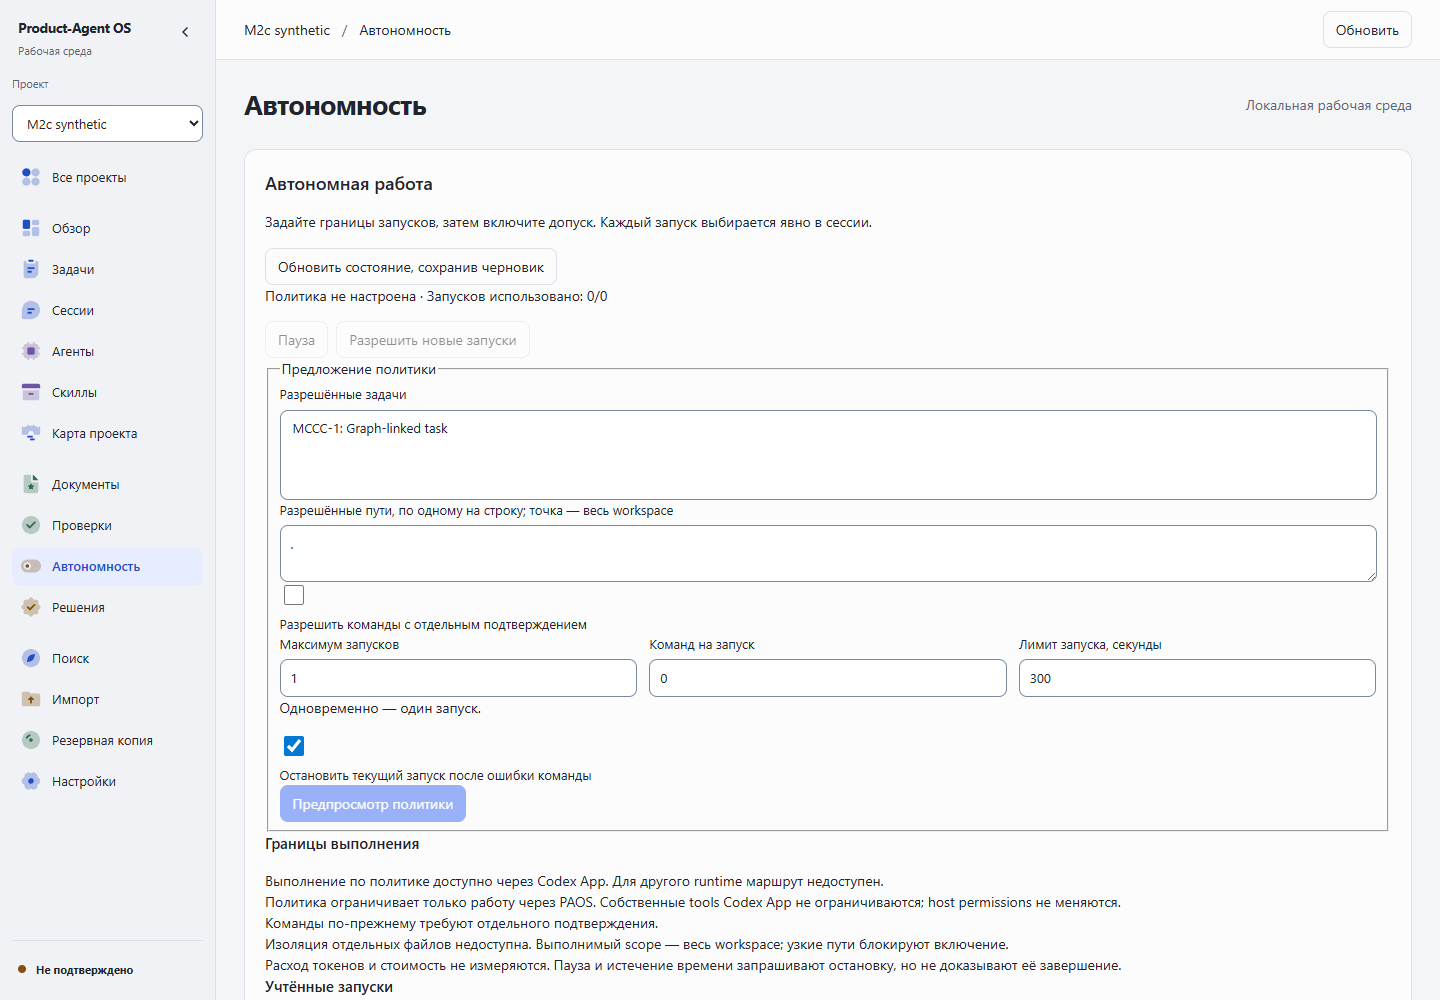 Product-Agent OS
Рабочая среда
Проект
M2c synthetic
Все проекты
Обзор
Задачи
Сессии
Агенты
Скиллы
Карта проекта
Документы
Проверки
Автономность
Решения
Поиск
Импорт
Резервная копия
Настройки
Не подтверждено
M2c synthetic / Автономность
Обновить
Автономность
Локальная рабочая среда
Автономная работа
Задайте границы запусков, затем включите допуск. Каждый запуск выбирается явно в сессии.
Обновить состояние, сохранив черновик
Политика не настроена · Запусков использовано: 0/0
Пауза
Разрешить новые запуски
Предложение политики
Разрешённые задачи
MCCC-1: Graph-linked task
Разрешённые пути, по одному на строку; точка — весь workspace
.
Разрешить команды с отдельным подтверждением
Максимум запусков
Команд на запуск
Лимит запуска, секунды
1
0
300
Одновременно — один запуск.
Остановить текущий запуск после ошибки команды
Предпросмотр политики
Границы выполнения
Выполнение по политике доступно через Codex App. Для другого runtime маршрут недоступен.
Политика ограничивает только работу через PAOS. Собственные tools Codex App не ограничиваются; host permissions не меняются.
Команды по-прежнему требуют отдельного подтверждения.
Изоляция отдельных файлов недоступна. Выполнимый scope — весь workspace; узкие пути блокируют включение.
Расход токенов и стоимость не измеряются. Пауза и истечение времени запрашивают остановку, но не доказывают её завершение.
Учтённые запуски